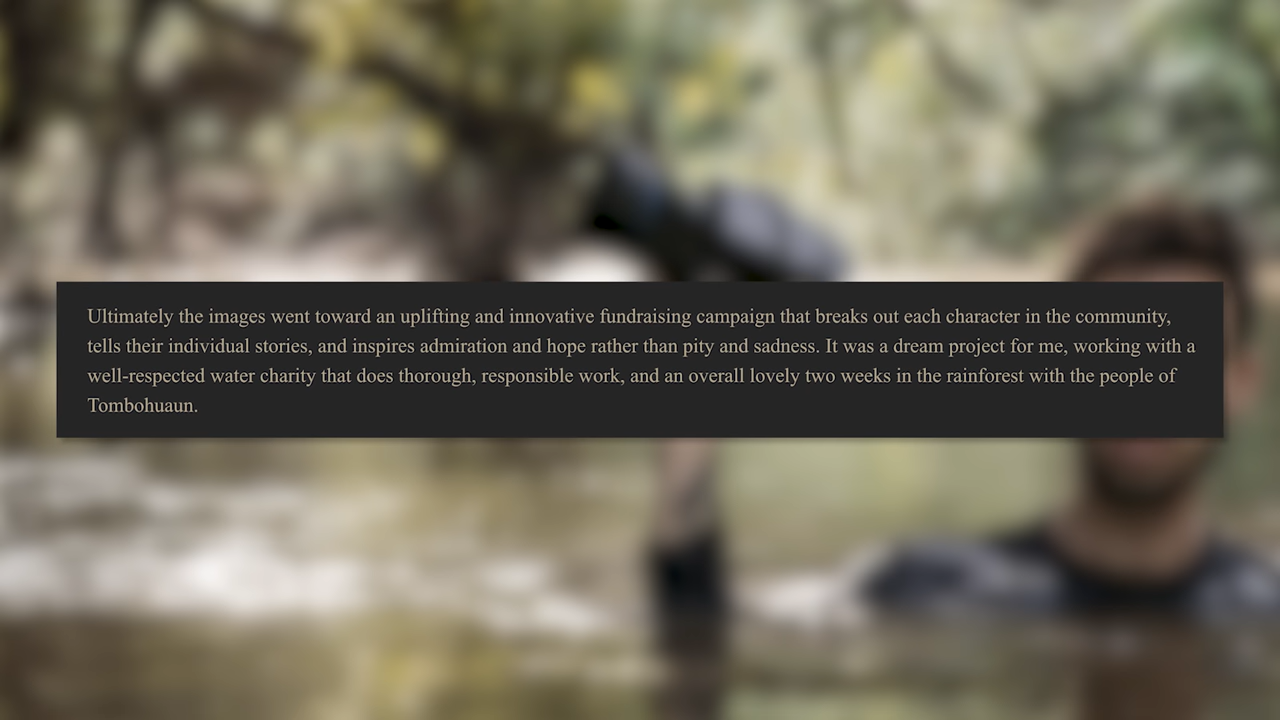 Ultimately the images went toward an uplifting and innovative fundraising campaign that breaks out each character in the community,
tells their individual stories, and inspires admiration and hope rather than pity and sadness. It was a dream project for me, working with a
well-respected water charity that does thorough, responsible work, and an overall lovely two weeks in the rainforest with the people of
Tombohuaun.